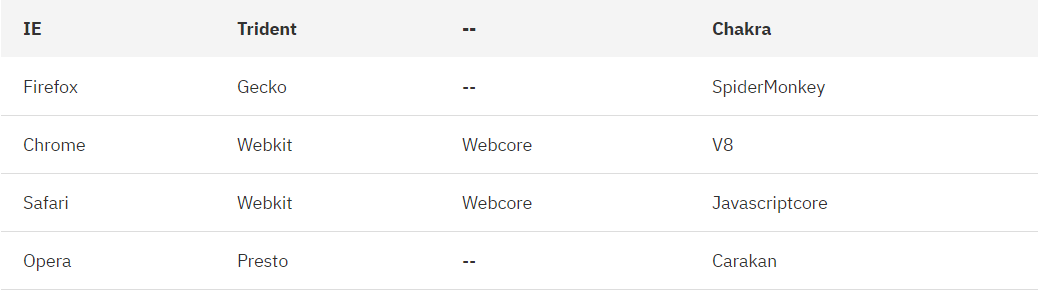 IE Trident -- Chakra
Firefox Gecko -- SpiderMonkey
Chrome Webkit Webcore V8
Safari Webkit Webcore Javascriptcore
Opera Presto -- Carakan